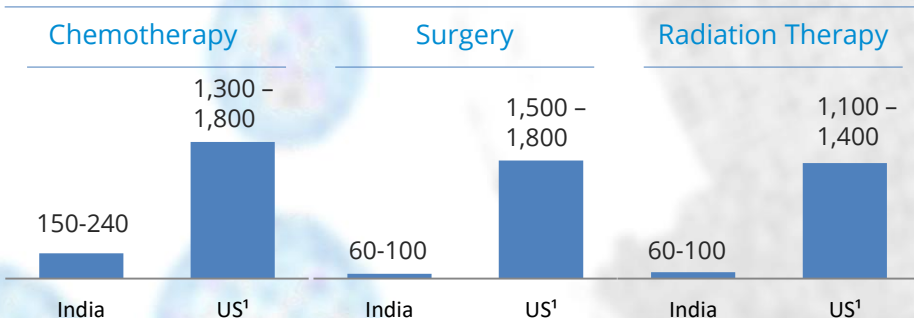 Chemotherapy
1,300 –
1,800
150-240
India
US¹
Surgery
1,500 –
1,800
60-100
India
US¹
Radiation Therapy
1,100 –
1,400
60-100
India
US¹